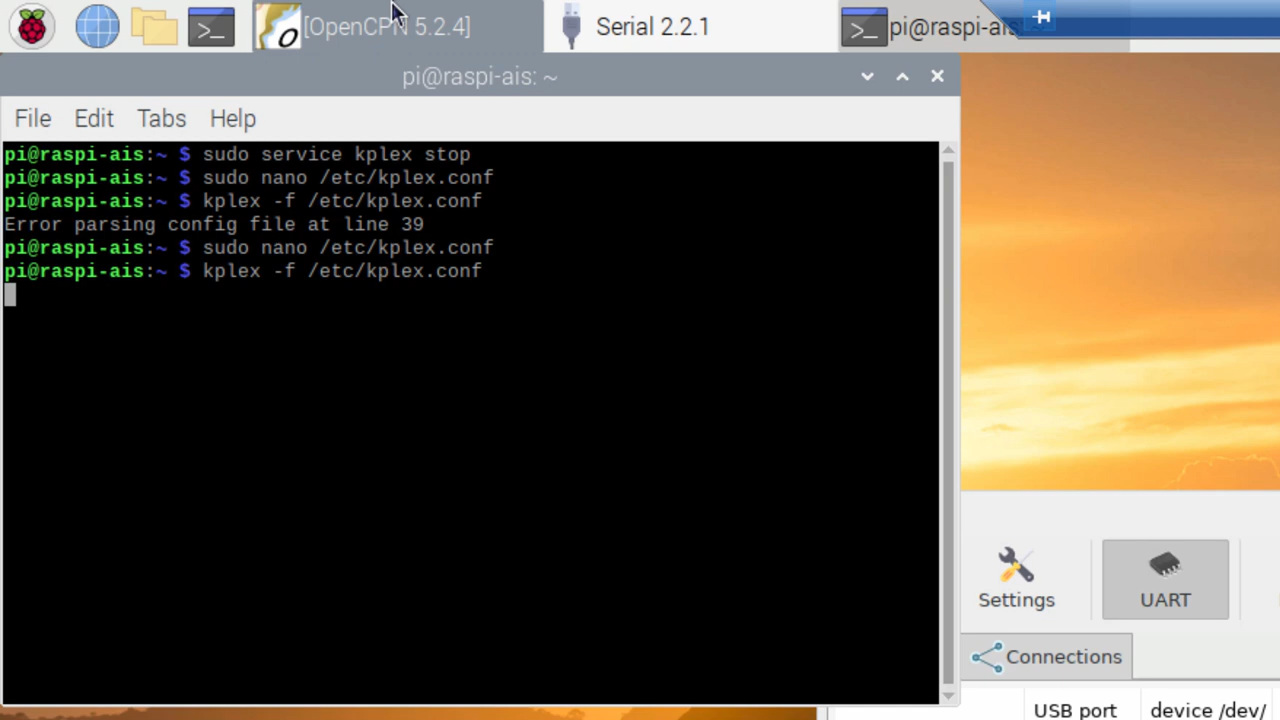 [OpenCPN 5.2.4]
Serial 2.2.1
pi@raspi-ais
pi@raspi-ais: ~
File Edit Tabs Help
pi@raspi-ais:~ $ sudo service kplex stop
pi@raspi-ais:~ $ sudo nano /etc/kplex.conf
pi@raspi-ais:~ $ kplex -f /etc/kplex.conf
Error parsing config file at line 39
pi@raspi-ais:~ $ sudo nano /etc/kplex.conf
pi@raspi-ais:~ $ kplex -f /etc/kplex.conf
Settings
UART
Connections
USB port
device /dev/